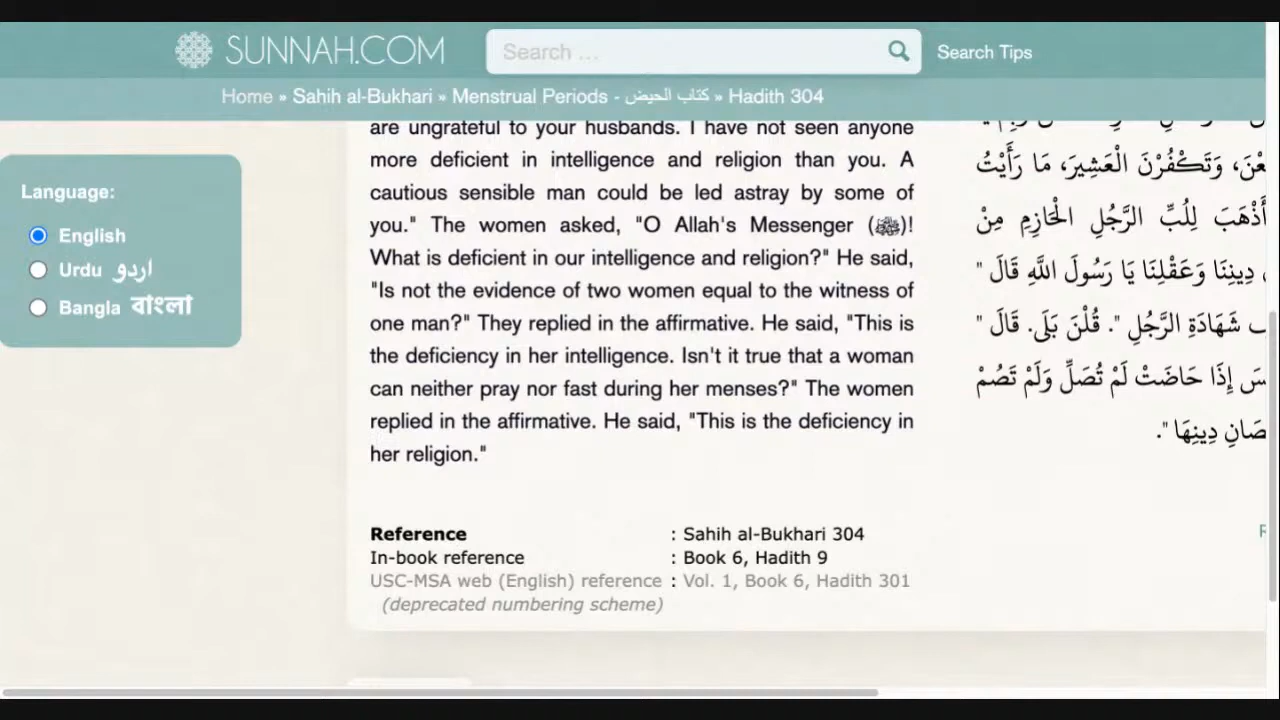 SUNNAH.COM
Search ...
Search Tips
Home » Sahih al-Bukhari » Menstrual Periods - كتاب الحيض » Hadith 304
Language:
English
Urdu اردو
Bangla বাংলা
are ungrateful to your husbands. I have not seen anyone
more deficient in intelligence and religion than you. A
cautious sensible man could be led astray by some of
you." The women asked, "O Allah's Messenger (ﷺ)!
What is deficient in our intelligence and religion?" He said,
"Is not the evidence of two women equal to the witness of
one man?" They replied in the affirmative. He said, "This is
the deficiency in her intelligence. Isn't it true that a woman
can neither pray nor fast during her menses?" The women
replied in the affirmative. He said, "This is the deficiency in
her religion."
وَتَكْفُرْنَ الْعَشِيرَ، مَا رَأَيْتُ
أَذْهَبَ لِلُبِّ الرَّجُلِ الْحَازِمِ مِنْ
دِينِنَا وَعَقْلِنَا يَا رَسُولَ اللَّهِ قَالَ "
شَهَادَةِ الرَّجُلِ ". قُلْنَ بَلَى. قَالَ "
إِذَا حَاضَتْ لَمْ تُصَلِّ وَلَمْ تَصُمْ
دِينِهَا ".
Reference : Sahih al-Bukhari 304
In-book reference : Book 6, Hadith 9
USC-MSA web (English) reference : Vol. 1, Book 6, Hadith 301
(deprecated numbering scheme)